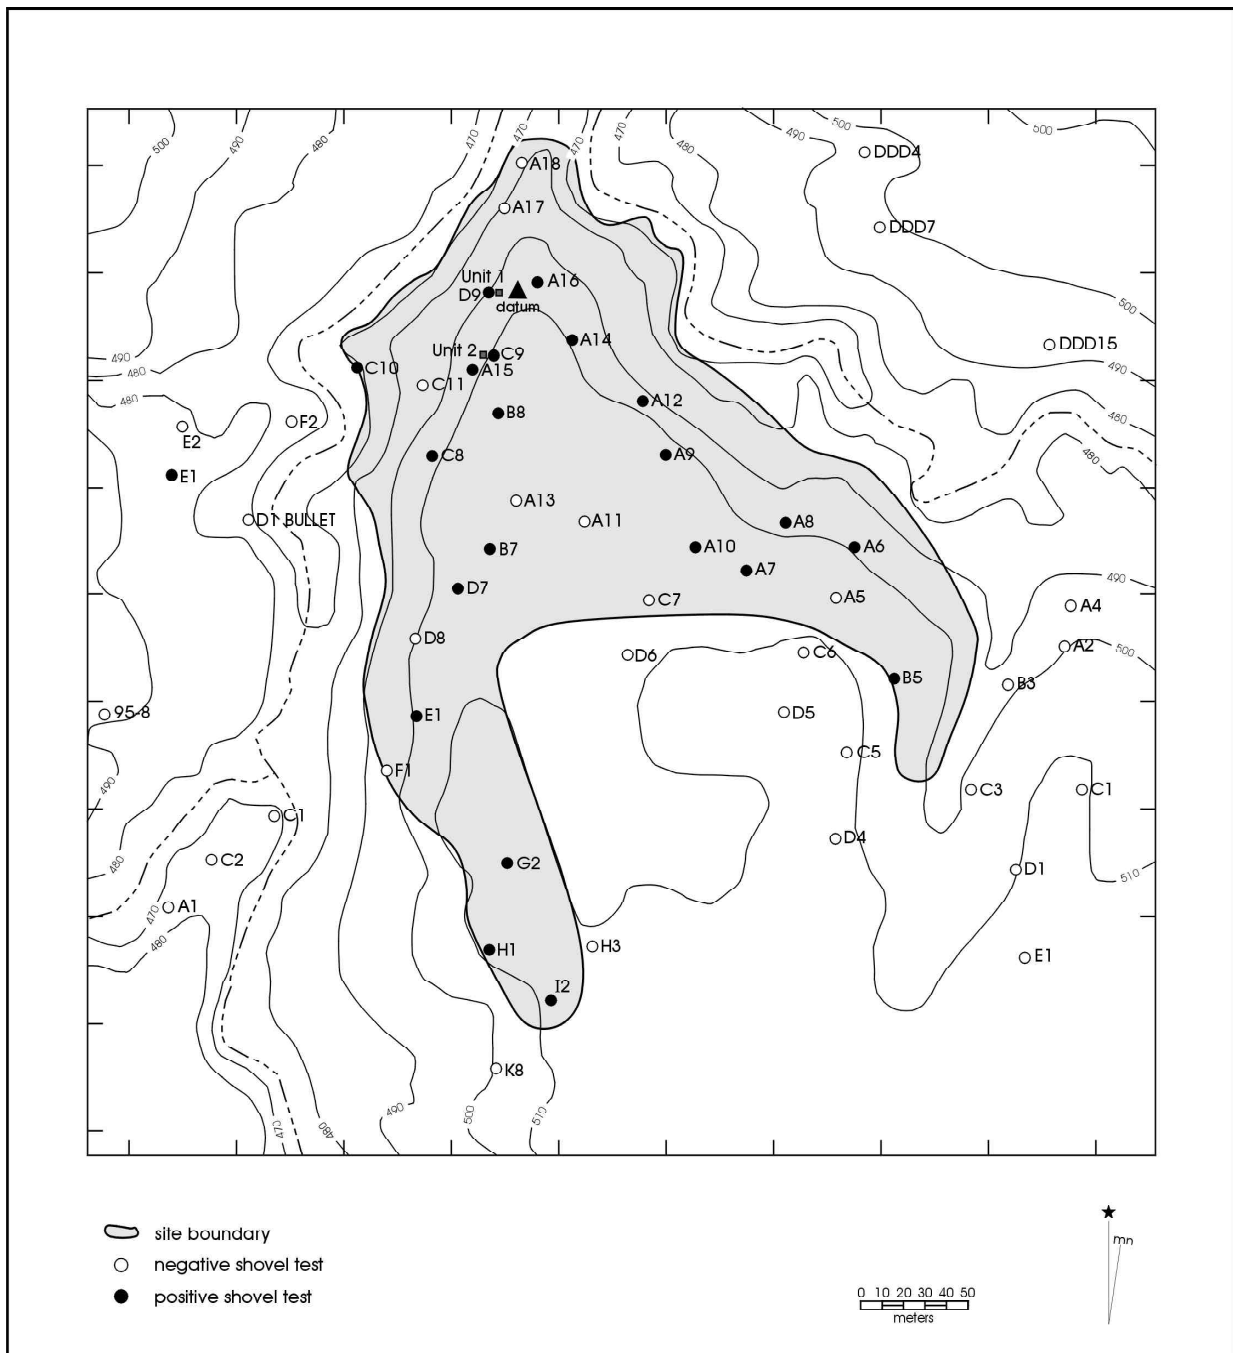 500
490
480
470
470
470
470
480
490
500
500
DDD4
A18
A17
DDD7
Unit 1
D9
A16
datum
500
A14
DDD15
Unit 2
C9
490
480
C10
A15
C11
490
480
A12
B8
460
F2
E2
C8
A9
480
E1
A13
D1 BULLET
A11
A8
B7
A10
A6
A7
490
D7
C7
A5
A4
D8
D6
C6
A2
500
B5
B3
95-8
E1
D5
C5
F1
490
C3
C1
C1
D4
480
C2
G2
D1
510
470
A1
480
H1
H3
E1
I2
K8
490
500
510
470
480
site boundary
negative shovel test
positive shovel test
0 10 20 30 40 50
meters
mn